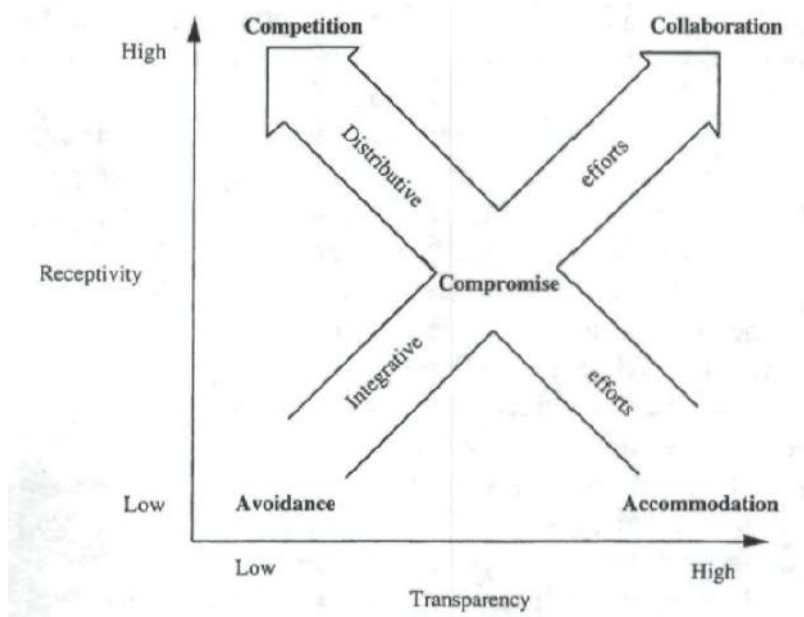 Competition
Collaboration
High
Distributive
efforts
Receptivity
Compromise
Integrative
efforts
Low
Avoidance
Accommodation
Low
High
Transparency